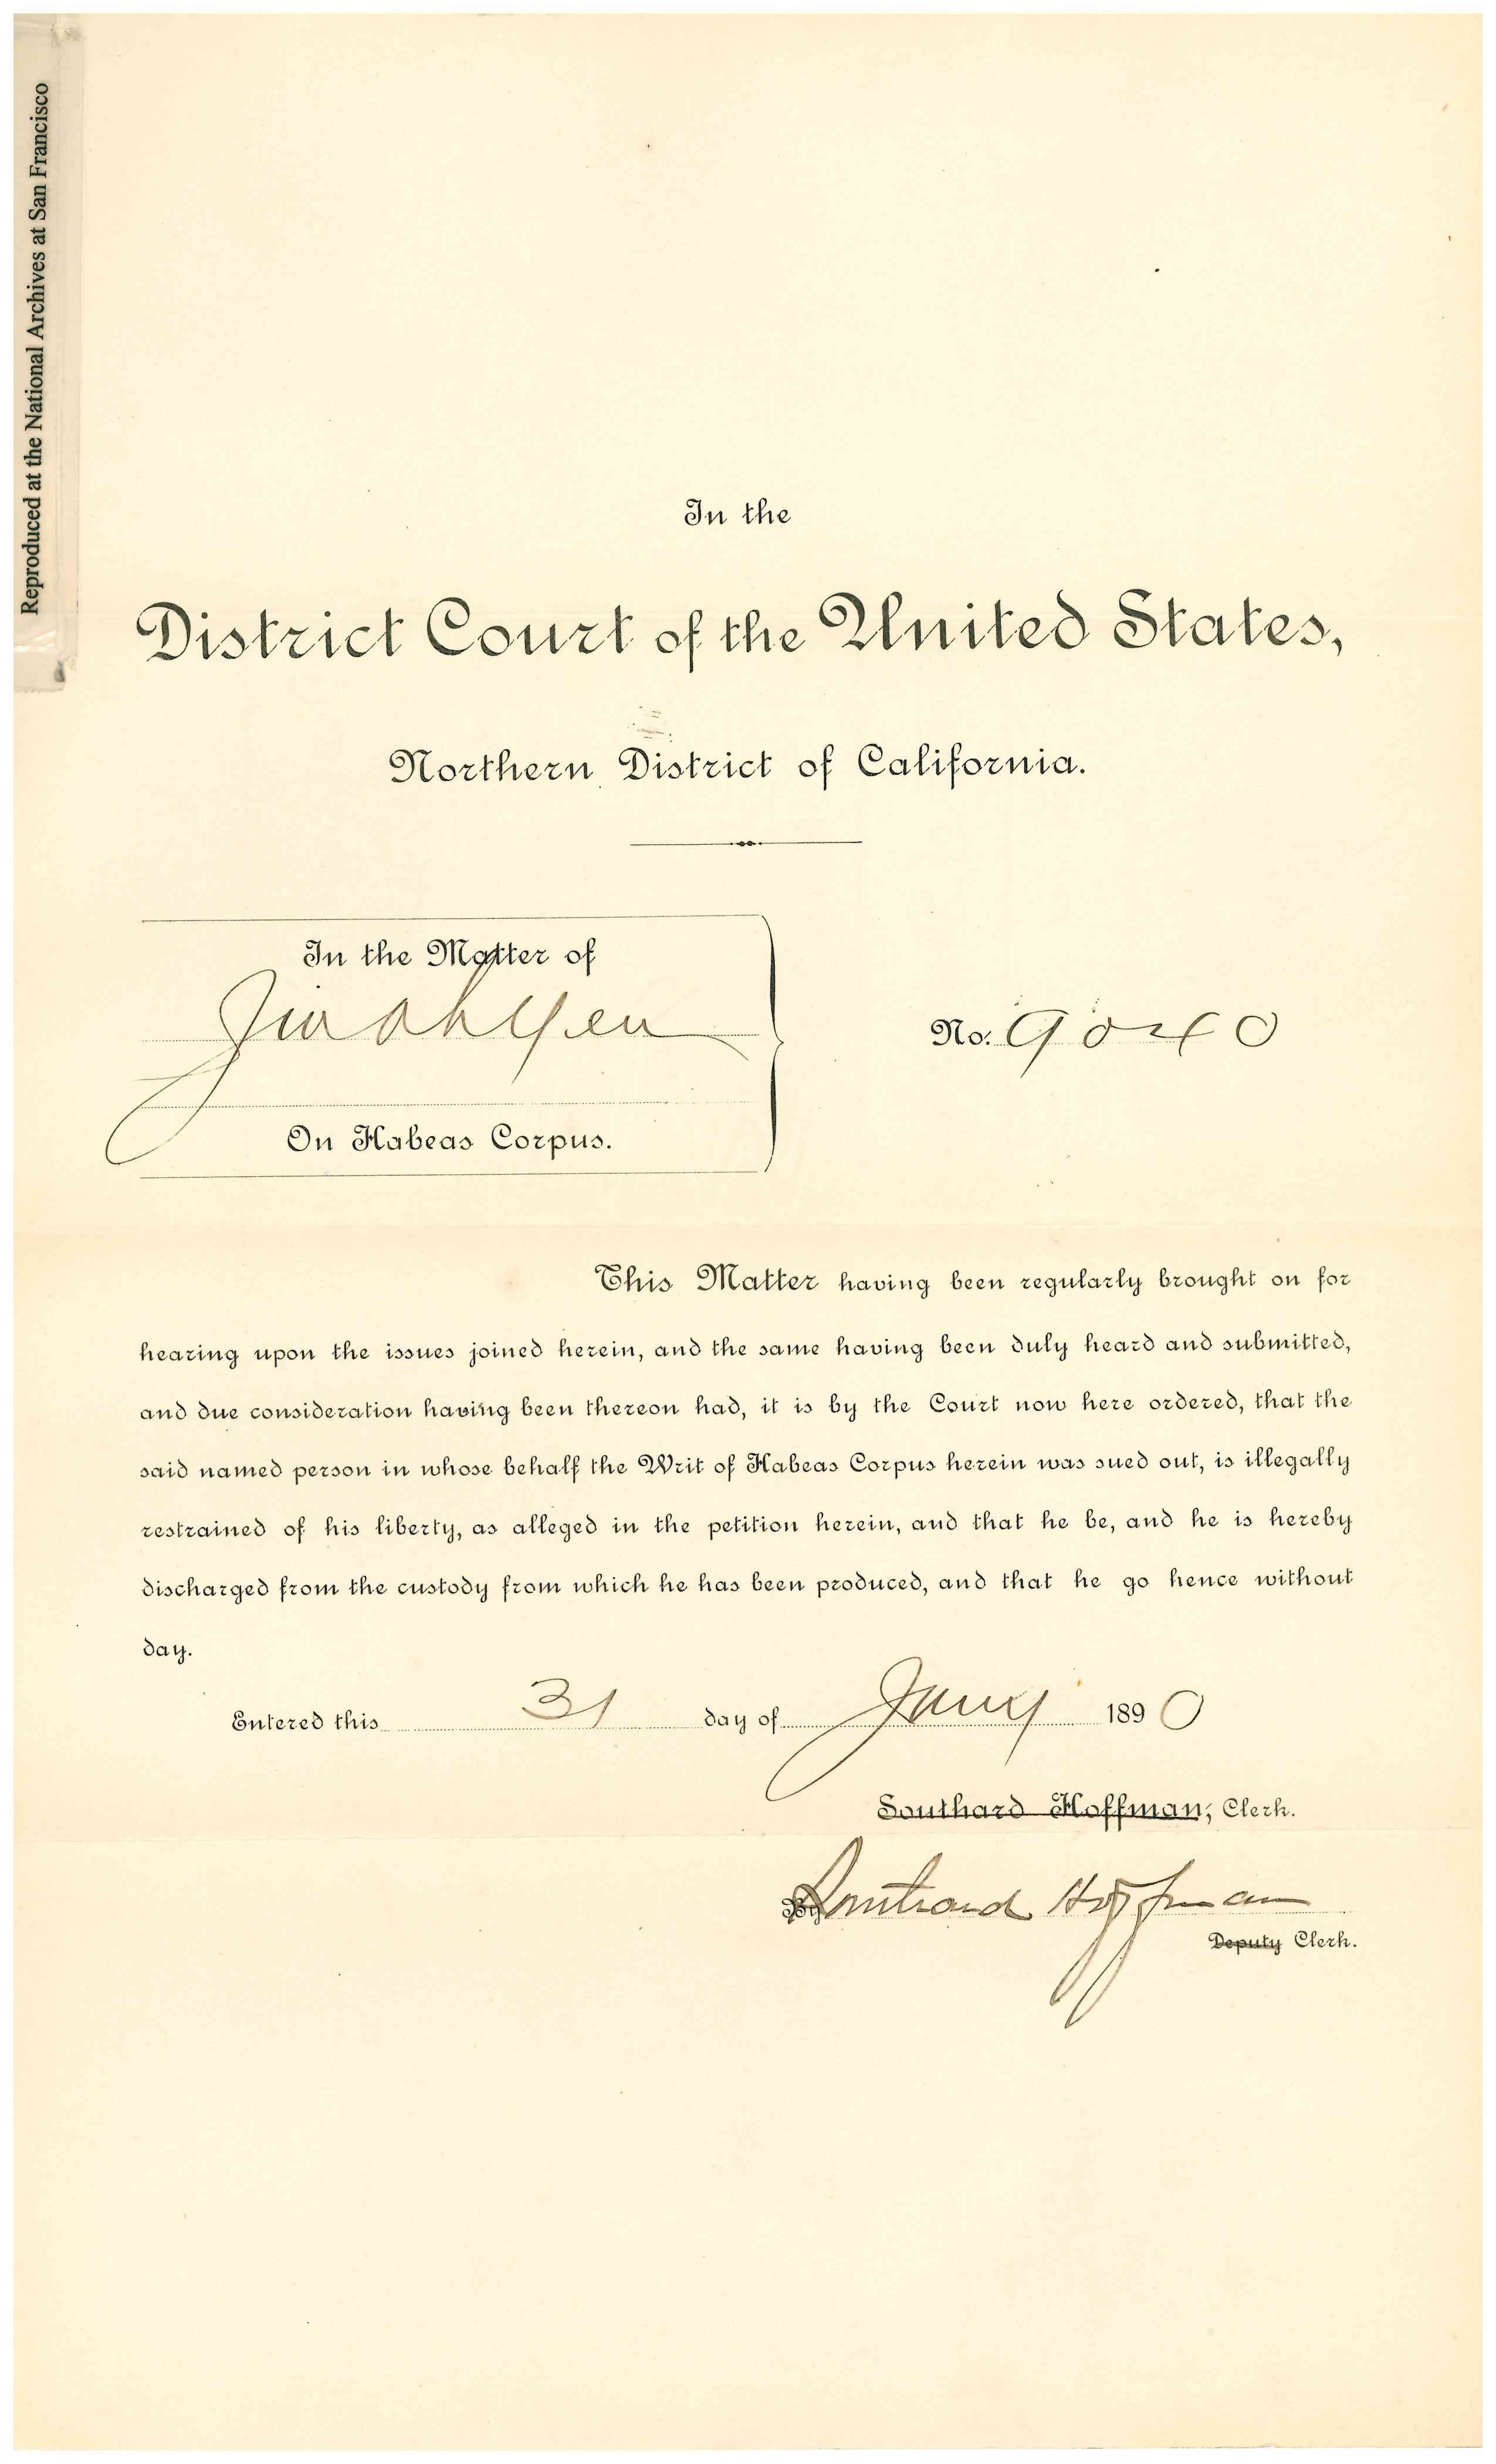 Reproduced at the National Archives at San Francisco
In the
District Court of the United States,
Northern District of California.
In the Matter of
Jin Ah Yen
No. 9040
On Habeas Corpus.
This Matter having been regularly brought on for
hearing upon the issues joined herein, and the same having been duly heard and submitted,
and due consideration having been thereon had, it is by the Court now here ordered, that the
said named person in whose behalf the Writ of Habeas Corpus herein was sued out, is illegally
restrained of his liberty, as alleged in the petition herein, and that he be, and he is hereby
discharged from the custody from which he has been produced, and that he go hence without
day.
Entered this 31 day of Jany 1890
Southard Hoffman, Clerk.
By Southard Hoffman
Deputy Clerk.